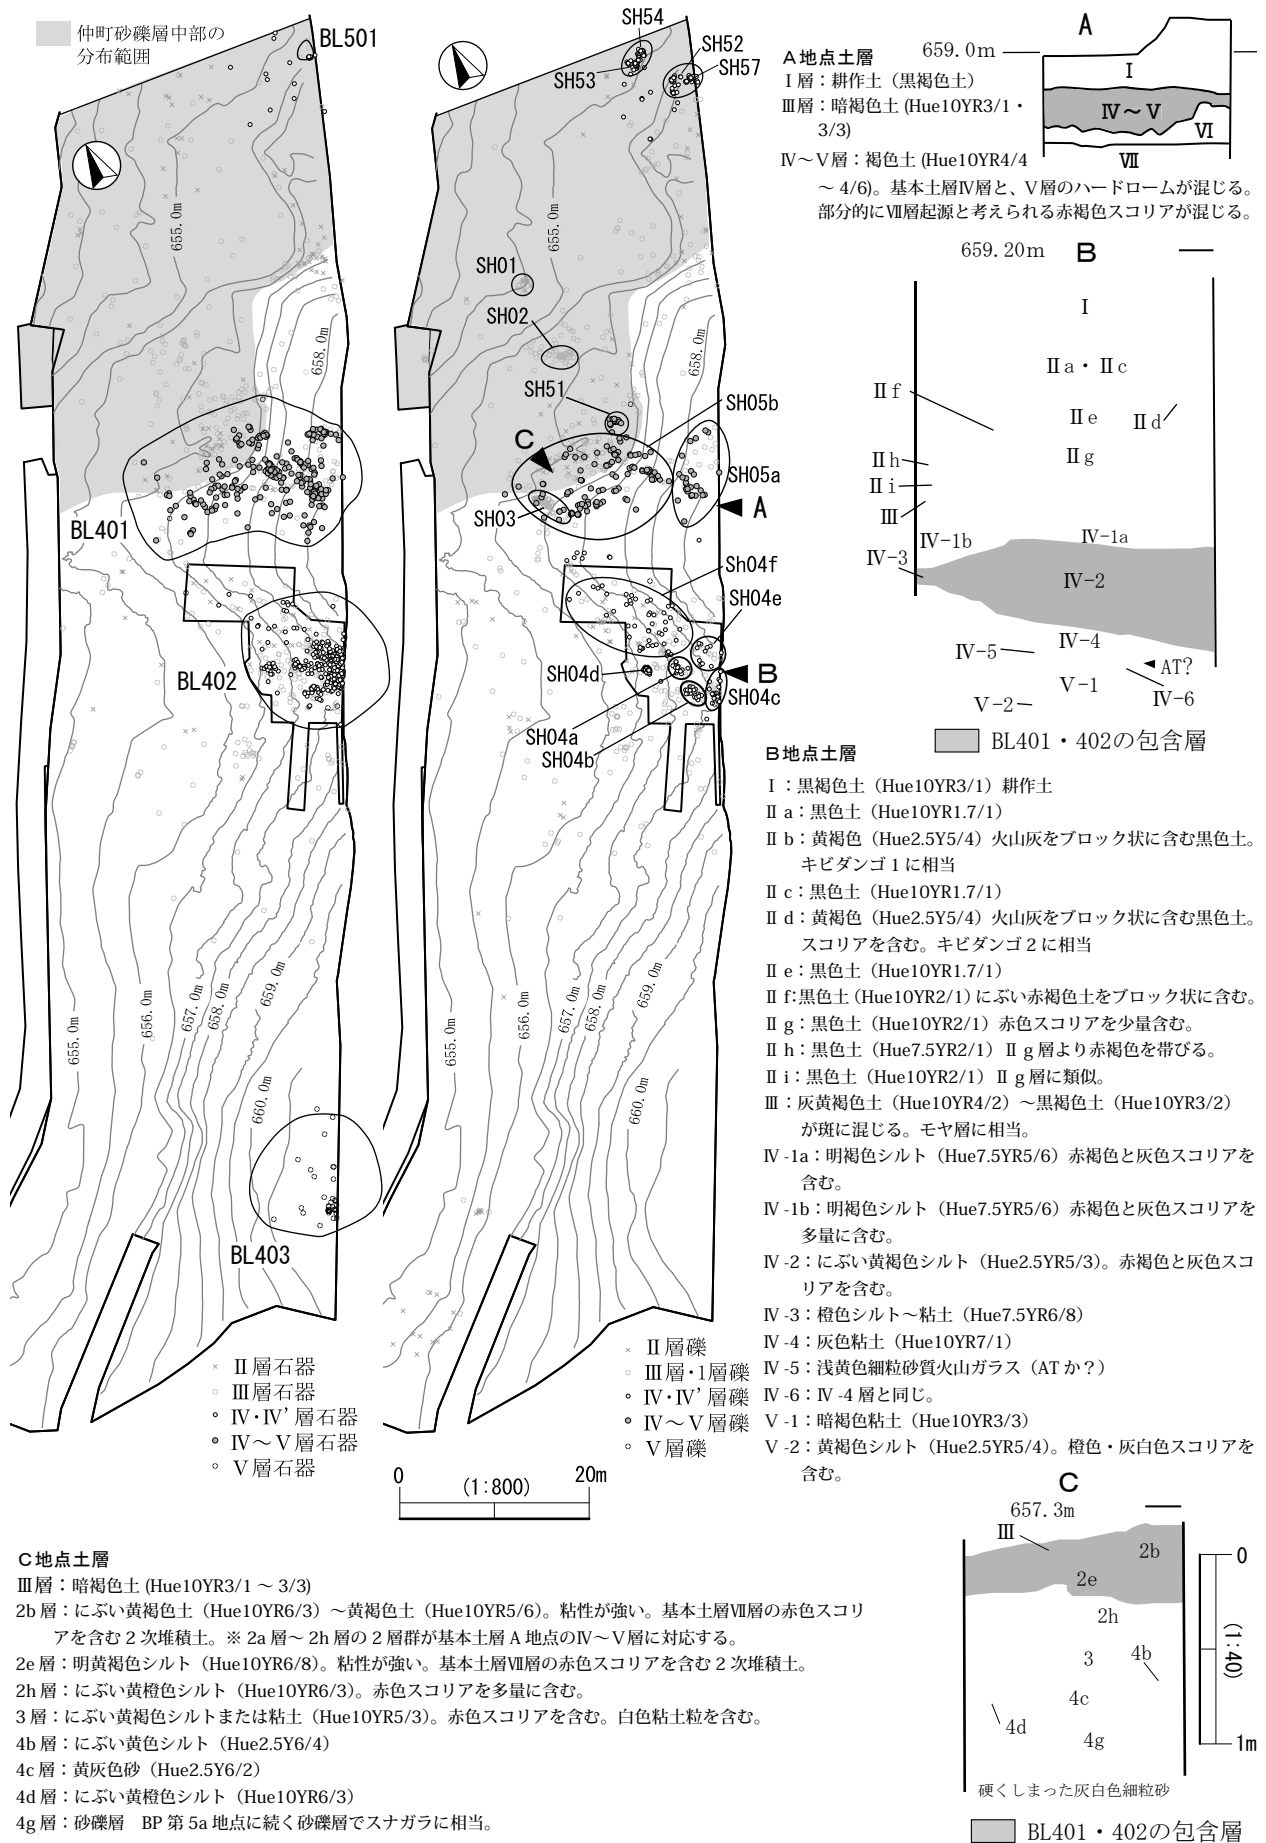 仲町砂礫層中部の
分布範囲
BL501
655.0m
658.0m
BL401
BL402
655.0m
656.0m
657.0m
658.0m
659.0m
660.0m
BL403
× Ⅱ層石器
○ Ⅲ層石器
○ Ⅳ・Ⅳ'層石器
● Ⅳ～Ⅴ層石器
○ Ⅴ層石器
SH54
SH53
SH52
SH57
655.0m
SH01
SH02
658.0m
SH51
SH05b
C
SH05a
A
SH03
Sh04f
SH04e
SH04d
B
SH04c
SH04a
SH04b
655.0m
656.0m
657.0m
658.0m
659.0m
660.0m
× Ⅱ層礫
○ Ⅲ層・1層礫
○ Ⅳ・Ⅳ'層礫
● Ⅳ～Ⅴ層礫
○ Ⅴ層礫
0 (1:800) 20m
A
659.0m
Ⅰ
Ⅳ～Ⅴ
Ⅵ
Ⅶ
A地点土層
Ⅰ層：耕作土（黒褐色土）
Ⅲ層：暗褐色土 (Hue10YR3/1・
3/3)
Ⅳ～Ⅴ層：褐色土 (Hue10YR4/4
～ 4/6)。基本土層Ⅳ層と、Ⅴ層のハードロームが混じる。
部分的にⅦ層起源と考えられる赤褐色スコリアが混じる。
659.20m B
Ⅰ
Ⅱa・Ⅱc
Ⅱf
Ⅱe Ⅱd
Ⅱh Ⅱg
Ⅱi
Ⅲ
Ⅳ-1b Ⅳ-1a
Ⅳ-3
Ⅳ-2
Ⅳ-4
Ⅳ-5
AT?
Ⅴ-1 Ⅳ-6
Ⅴ-2
BL401・402の包含層
B地点土層
Ⅰ：黒褐色土（Hue10YR3/1）耕作土
Ⅱa：黒色土（Hue10YR1.7/1）
Ⅱb：黄褐色（Hue2.5Y5/4）火山灰をブロック状に含む黒色土。
キビダンゴ 1 に相当
Ⅱc：黒色土（Hue10YR1.7/1）
Ⅱd：黄褐色（Hue2.5Y5/4）火山灰をブロック状に含む黒色土。
スコリアを含む。キビダンゴ 2 に相当
Ⅱe：黒色土（Hue10YR1.7/1）
Ⅱf:黒色土 (Hue10YR2/1) にぶい赤褐色土をブロック状に含む。
Ⅱg：黒色土（Hue10YR2/1）赤色スコリアを少量含む。
Ⅱh：黒色土（Hue7.5YR2/1）Ⅱg層より赤褐色を帯びる。
Ⅱi：黒色土（Hue10YR2/1）Ⅱg層に類似。
Ⅲ：灰黄褐色土（Hue10YR4/2）～黒褐色土（Hue10YR3/2）
が斑に混じる。モヤ層に相当。
Ⅳ-1a：明褐色シルト（Hue7.5YR5/6）赤褐色と灰色スコリアを
含む。
Ⅳ-1b：明褐色シルト（Hue7.5YR5/6）赤褐色と灰色スコリアを
多量に含む。
Ⅳ-2：にぶい黄褐色シルト（Hue2.5YR5/3）。赤褐色と灰色スコ
リアを含む。
Ⅳ-3：橙色シルト～粘土（Hue7.5YR6/8）
Ⅳ-4：灰色粘土（Hue10YR7/1）
Ⅳ-5：浅黄色細粒砂質火山ガラス（AT か？）
Ⅳ-6：Ⅳ-4 層と同じ。
Ⅴ-1：暗褐色粘土（Hue10YR3/3）
Ⅴ-2：黄褐色シルト（Hue2.5YR5/4）。橙色・灰白色スコリアを
含む。
C
657.3m
Ⅲ
2b
2e
2h
3 4b
4c
4d
4g
硬くしまった灰白色細粒砂
0
(1:40)
1m
BL401・402の包含層
C地点土層
Ⅲ層：暗褐色土 (Hue10YR3/1 ～ 3/3)
2b 層：にぶい黄褐色土（Hue10YR6/3）～黄褐色土（Hue10YR5/6）。粘性が強い。基本土層Ⅶ層の赤色スコリ
アを含む 2 次堆積土。※ 2a 層～ 2h 層の 2 層群が基本土層 A 地点のⅣ～Ⅴ層に対応する。
2e 層：明黄褐色シルト（Hue10YR6/8）。粘性が強い。基本土層Ⅶ層の赤色スコリアを含む 2 次堆積土。
2h 層：にぶい黄橙色シルト（Hue10YR6/3）。赤色スコリアを多量に含む。
3 層：にぶい黄褐色シルトまたは粘土（Hue10YR5/3）。赤色スコリアを含む。白色粘土粒を含む。
4b 層：にぶい黄色シルト（Hue2.5Y6/4）
4c 層：黄灰色砂（Hue2.5Y6/2）
4d 層：にぶい黄橙色シルト（Hue10YR6/3）
4g 層：砂礫層 BP 第 5a 地点に続く砂礫層でスナガラに相当。